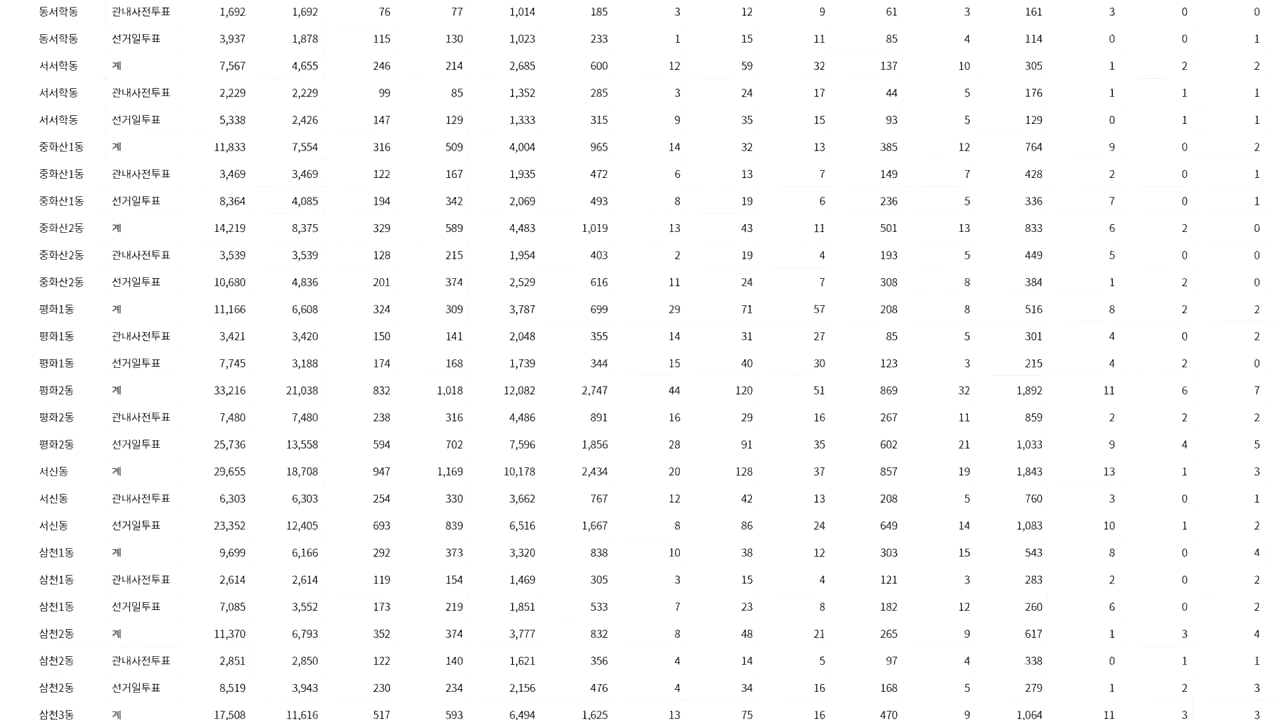 동서학동 관내사전투표 1,692 1,692 76 77 1,014 185 3 12 9 61 3 161 3 0 0
동서학동 선거일투표 3,937 1,878 115 130 1,023 233 1 15 11 85 4 114 0 0 1
서서학동 계 7,567 4,655 246 214 2,685 600 12 59 32 137 10 305 1 2 2
서서학동 관내사전투표 2,229 2,229 99 85 1,352 285 3 24 17 44 5 176 1 1 1
서서학동 선거일투표 5,338 2,426 147 129 1,333 315 9 35 15 93 5 129 0 1 1
중화산1동 계 11,833 7,554 316 509 4,004 965 14 32 13 385 12 764 9 0 2
중화산1동 관내사전투표 3,469 3,469 122 167 1,935 472 6 13 7 149 7 428 2 0 1
중화산1동 선거일투표 8,364 4,085 194 342 2,069 493 8 19 6 236 5 336 7 0 1
중화산2동 계 14,219 8,375 329 589 4,483 1,019 13 43 11 501 13 833 6 2 0
중화산2동 관내사전투표 3,539 3,539 128 215 1,954 403 2 19 4 193 5 449 5 0 0
중화산2동 선거일투표 10,680 4,836 201 374 2,529 616 11 24 7 308 8 384 1 2 0
평화1동 계 11,166 6,608 324 309 3,787 699 29 71 57 208 8 516 8 2 2
평화1동 관내사전투표 3,421 3,420 150 141 2,048 355 14 31 27 85 5 301 4 0 2
평화1동 선거일투표 7,745 3,188 174 168 1,739 344 15 40 30 123 3 215 4 2 0
평화2동 계 33,216 21,038 832 1,018 12,082 2,747 44 120 51 869 32 1,892 11 6 7
평화2동 관내사전투표 7,480 7,480 238 316 4,486 891 16 29 16 267 11 859 2 2 2
평화2동 선거일투표 25,736 13,558 594 702 7,596 1,856 28 91 35 602 21 1,033 9 4 5
서신동 계 29,655 18,708 947 1,169 10,178 2,434 20 128 37 857 19 1,843 13 1 3
서신동 관내사전투표 6,303 6,303 254 330 3,662 767 12 42 13 208 5 760 3 0 1
서신동 선거일투표 23,352 12,405 693 839 6,516 1,667 8 86 24 649 14 1,083 10 1 2
삼천1동 계 9,699 6,166 292 373 3,320 838 10 38 12 303 15 543 8 0 4
삼천1동 관내사전투표 2,614 2,614 119 154 1,469 305 3 15 4 121 3 283 2 0 2
삼천1동 선거일투표 7,085 3,552 173 219 1,851 533 7 23 8 182 12 260 6 0 2
삼천2동 계 11,370 6,793 352 374 3,777 832 8 48 21 265 9 617 1 3 4
삼천2동 관내사전투표 2,851 2,850 122 140 1,621 356 4 14 5 97 4 338 0 1 1
삼천2동 선거일투표 8,519 3,943 230 234 2,156 476 4 34 16 168 5 279 1 2 3
삼천3동 계 17,508 11,616 517 593 6,494 1,625 13 75 16 470 9 1,064 11 3 3